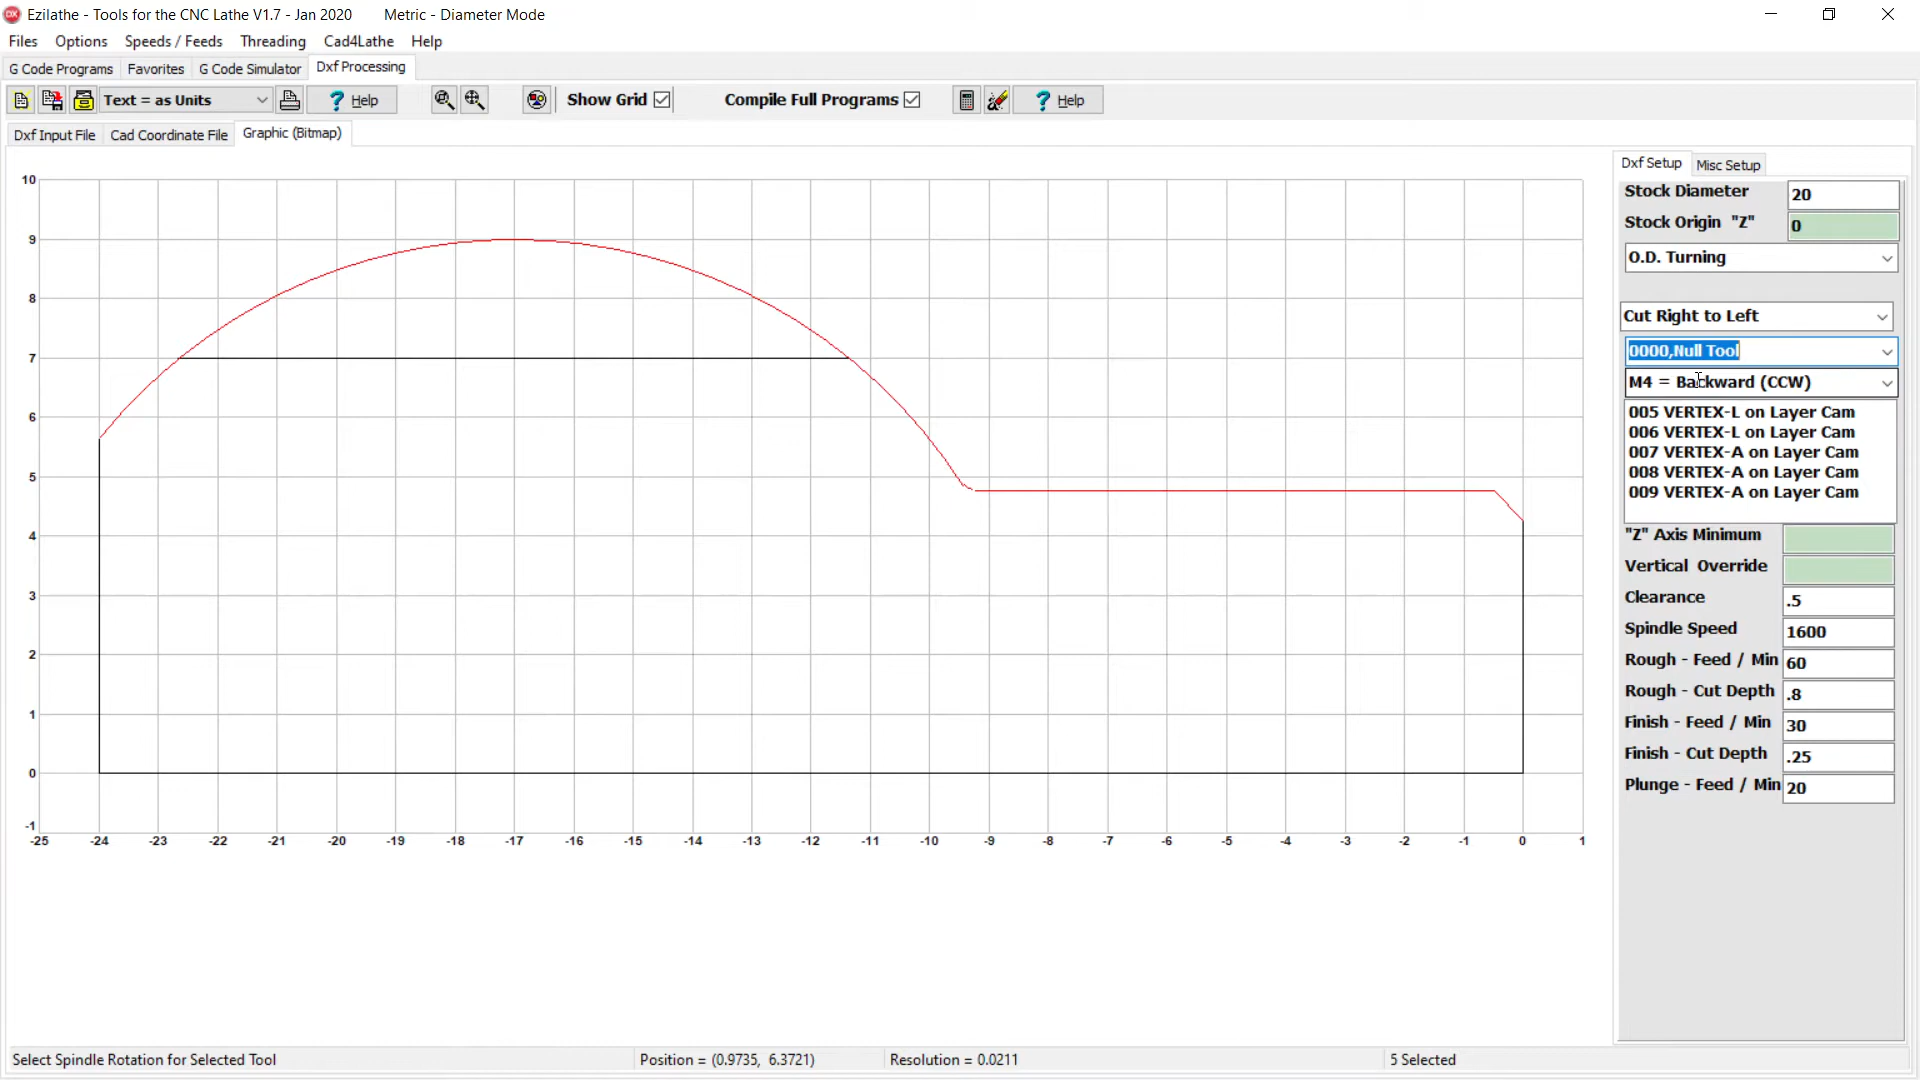 Ezilathe - Tools for the CNC Lathe V1.7 - Jan 2020 Metric - Diameter Mode
Files Options Speeds / Feeds Threading Cad4Lathe Help
G Code Programs Favorites G Code Simulator Dxf Processing
Text = as Units ? Help Show Grid Compile Full Programs ? Help
Dxf Input File Cad Coordinate File Graphic (Bitmap)
10
9
8
7
6
5
4
3
2
1
0
-1
-25 -24 -23 -22 -21 -20 -19 -18 -17 -16 -15 -14 -13 -12 -11 -10 -9 -8 -7 -6 -5 -4 -3 -2 -1 0 1
Dxf Setup Misc Setup
Stock Diameter 20
Stock Origin "Z" 0
O.D. Turning
Cut Right to Left
0000,Null Tool
M4 = Backward (CCW)
005 VERTEX-L on Layer Cam
006 VERTEX-L on Layer Cam
007 VERTEX-A on Layer Cam
008 VERTEX-A on Layer Cam
009 VERTEX-A on Layer Cam
"Z" Axis Minimum
Vertical Override
Clearance .5
Spindle Speed 1600
Rough - Feed / Min 60
Rough - Cut Depth .8
Finish - Feed / Min 30
Finish - Cut Depth .25
Plunge - Feed / Min 20
Select Spindle Rotation for Selected Tool Position = (0.9735, 6.3721) Resolution = 0.0211 5 Selected